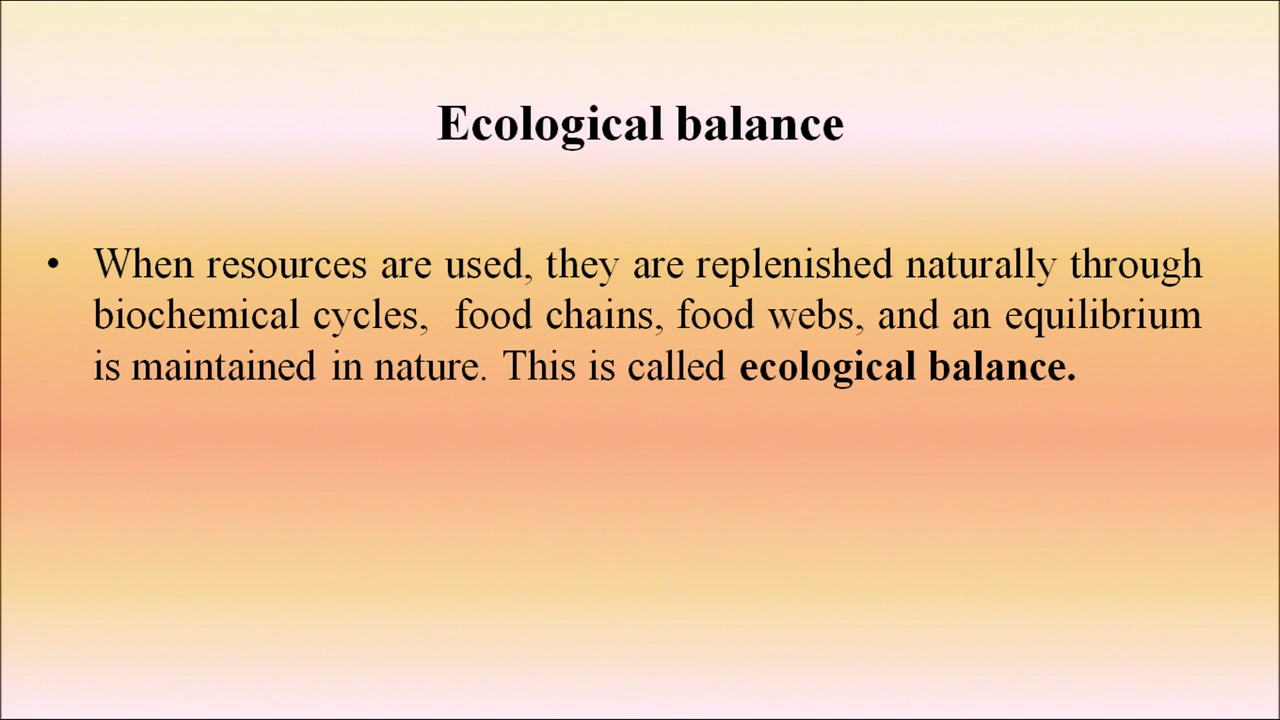 Ecological balance
• When resources are used, they are replenished naturally through
biochemical cycles,  food chains, food webs, and an equilibrium
is maintained in nature. This is called ecological balance.